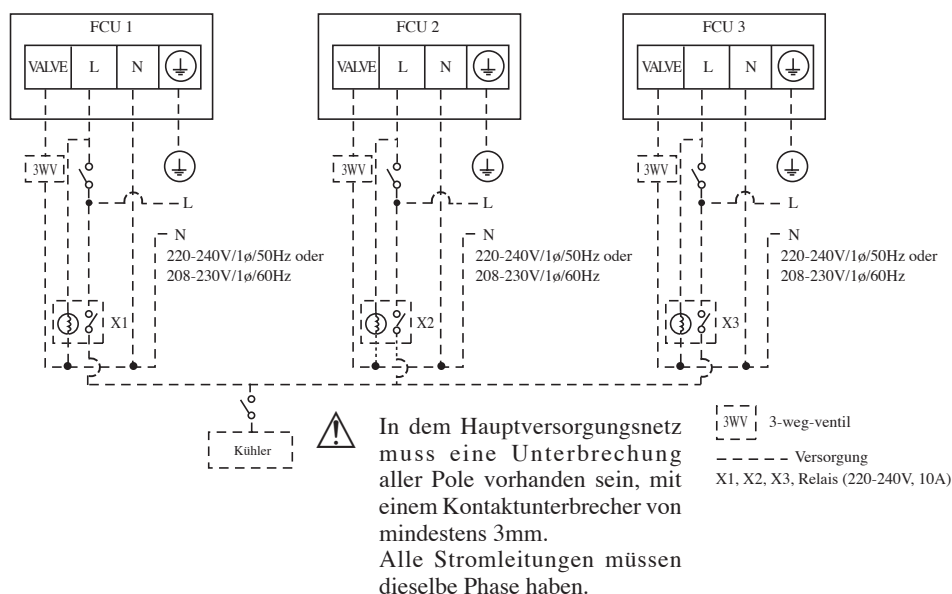 FCU 1
FCU 2
FCU 3
VALVE L N
VALVE L N
VALVE L N
3WV
3WV
3WV
L
L
L
N
220-240V/1ø/50Hz oder
208-230V/1ø/60Hz
N
220-240V/1ø/50Hz oder
208-230V/1ø/60Hz
N
220-240V/1ø/50Hz oder
208-230V/1ø/60Hz
X1
X2
X3
Kühler
In dem Hauptversorgungsnetz
muss eine Unterbrechung
aller Pole vorhanden sein, mit
einem Kontaktunterbrecher von
mindestens 3mm.
Alle Stromleitungen müssen
dieselbe Phase haben.
3WV 3-weg-ventil
Versorgung
X1, X2, X3, Relais (220-240V, 10A)